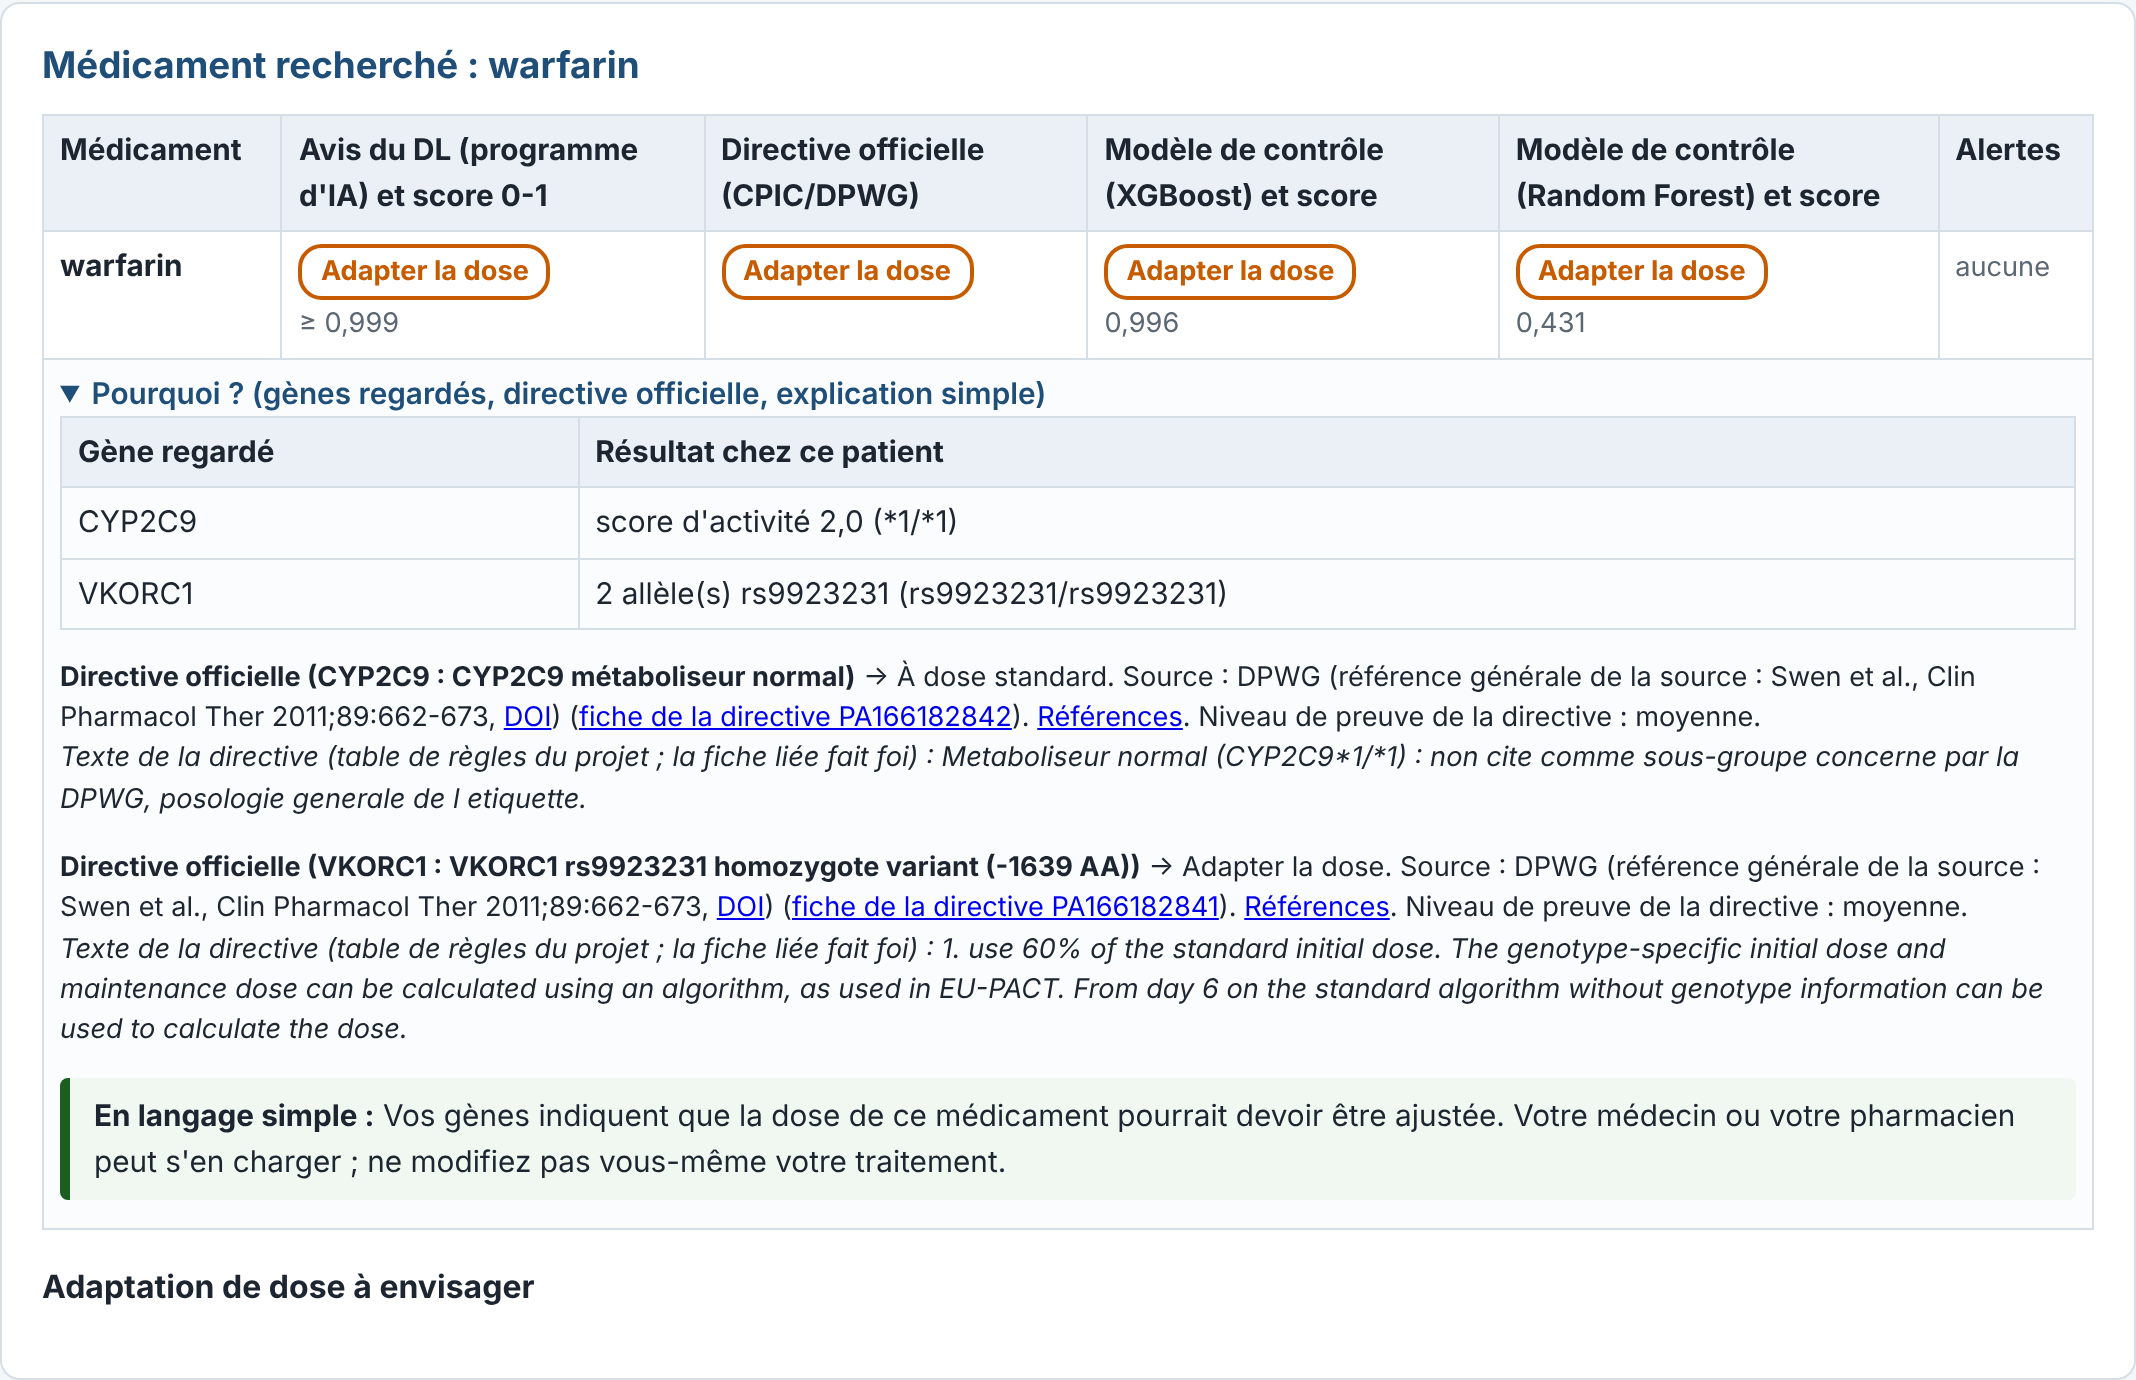 Médicament recherché : warfarin
Médicament
Avis du DL (programme
d'IA) et score 0-1
Directive officielle
(CPIC/DPWG)
Modèle de contrôle
(XGBoost) et score
Modèle de contrôle
(Random Forest) et score
Alertes
warfarin
Adapter la dose
≥ 0,999
Adapter la dose
Adapter la dose
0,996
Adapter la dose
0,431
aucune
▼ Pourquoi ? (gènes regardés, directive officielle, explication simple)
Gène regardé
Résultat chez ce patient
CYP2C9
score d'activité 2,0 (*1/*1)
VKORC1
2 allèle(s) rs9923231 (rs9923231/rs9923231)
Directive officielle (CYP2C9 : CYP2C9 métaboliseur normal) → À dose standard. Source : DPWG (référence générale de la source : Swen et al., Clin
Pharmacol Ther 2011;89:662-673, DOI) (fiche de la directive PA166182842). Références. Niveau de preuve de la directive : moyenne.
Texte de la directive (table de règles du projet ; la fiche liée fait foi) : Metaboliseur normal (CYP2C9*1/*1) : non cite comme sous-groupe concerne par la
DPWG, posologie generale de l etiquette.
Directive officielle (VKORC1 : VKORC1 rs9923231 homozygote variant (-1639 AA)) → Adapter la dose. Source : DPWG (référence générale de la source :
Swen et al., Clin Pharmacol Ther 2011;89:662-673, DOI) (fiche de la directive PA166182841). Références. Niveau de preuve de la directive : moyenne.
Texte de la directive (table de règles du projet ; la fiche liée fait foi) : 1. use 60% of the standard initial dose. The genotype-specific initial dose and
maintenance dose can be calculated using an algorithm, as used in EU-PACT. From day 6 on the standard algorithm without genotype information can be
used to calculate the dose.
En langage simple : Vos gènes indiquent que la dose de ce médicament pourrait devoir être ajustée. Votre médecin ou votre pharmacien
peut s'en charger ; ne modifiez pas vous-même votre traitement.
Adaptation de dose à envisager